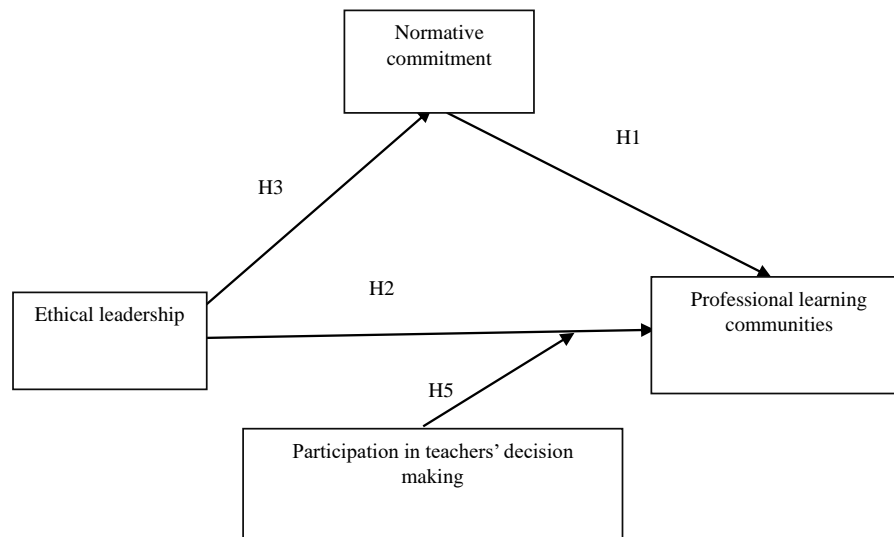 Normative
commitment
H1
H3
H2
Ethical leadership
Professional learning
communities
H5
Participation in teachers’ decision
making